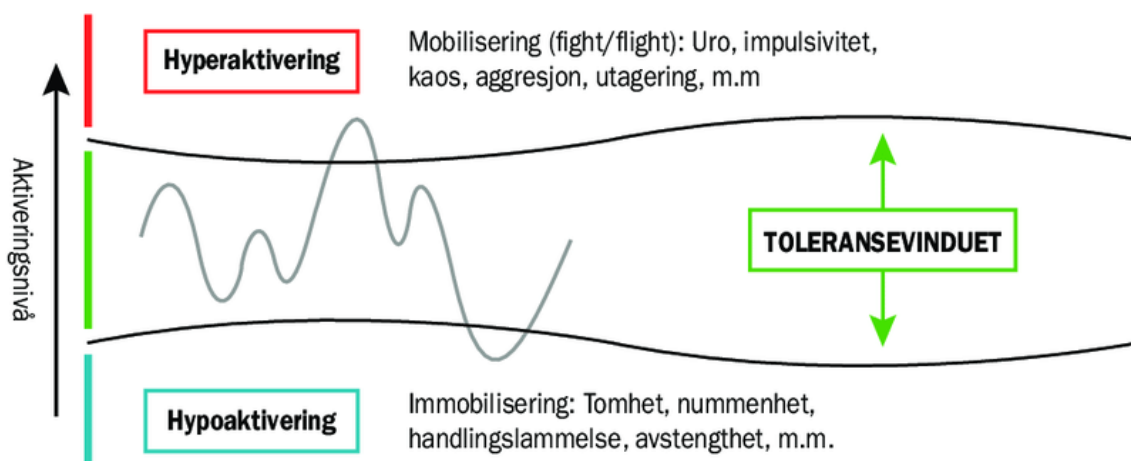 Hyperaktivering
Mobilisering (fight/flight): Uro, impulsivitet,
kaos, aggresjon, utagering, m.m
Aktiveringsnivå
TOLERANSEVINDUET
Hypoaktivering
Immobilisering: Tomhet, nummenhet,
handlingslammelse, avstengthet, m.m.